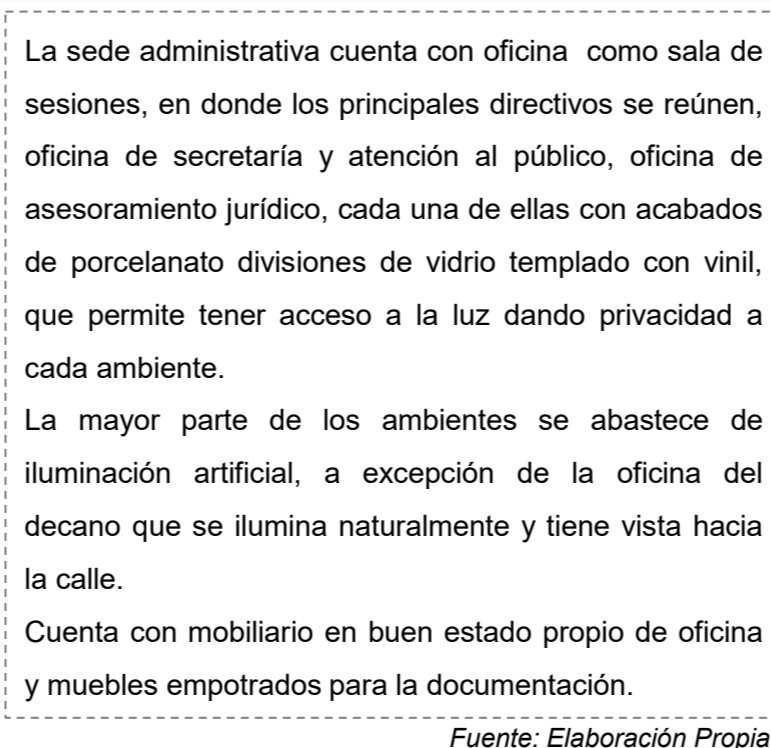 La sede administrativa cuenta con oficina  como sala de
sesiones, en donde los principales directivos se reúnen,
oficina de secretaría y atención al público, oficina de
asesoramiento jurídico, cada una de ellas con acabados
de porcelanato divisiones de vidrio templado con vinil,
que permite tener acceso a la luz dando privacidad a
cada ambiente.
La mayor parte de los ambientes se abastece de
iluminación artificial, a excepción de la oficina del
decano que se ilumina naturalmente y tiene vista hacia
la calle.
Cuenta con mobiliario en buen estado propio de oficina
y muebles empotrados para la documentación.
Fuente: Elaboración Propia